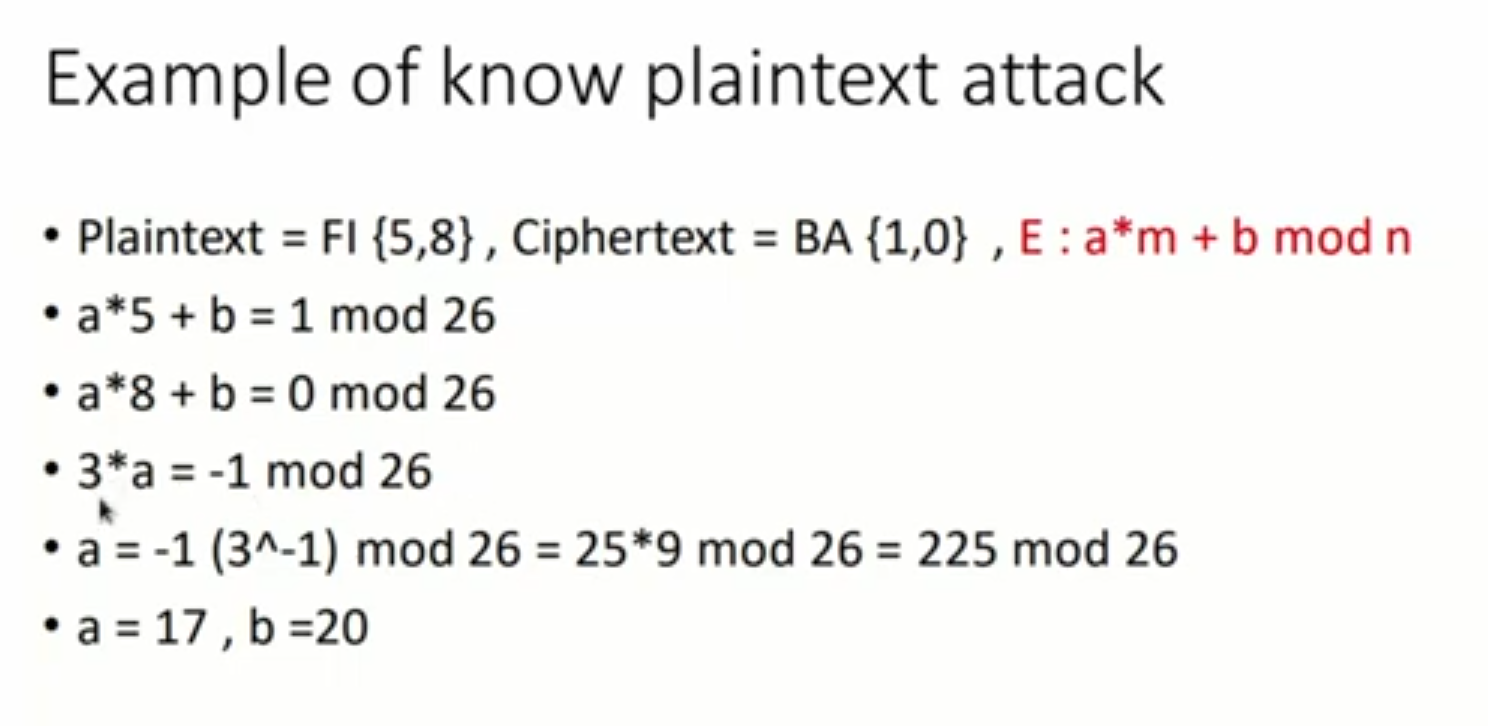 Example of know plaintext attack
• Plaintext = FI {5,8} , Ciphertext = BA {1,0} , E : a*m + b mod n
• a*5 + b = 1 mod 26
• a*8 + b = 0 mod 26
• 3*a = -1 mod 26
• a = -1 (3^-1) mod 26 = 25*9 mod 26 = 225 mod 26
• a = 17 , b =20